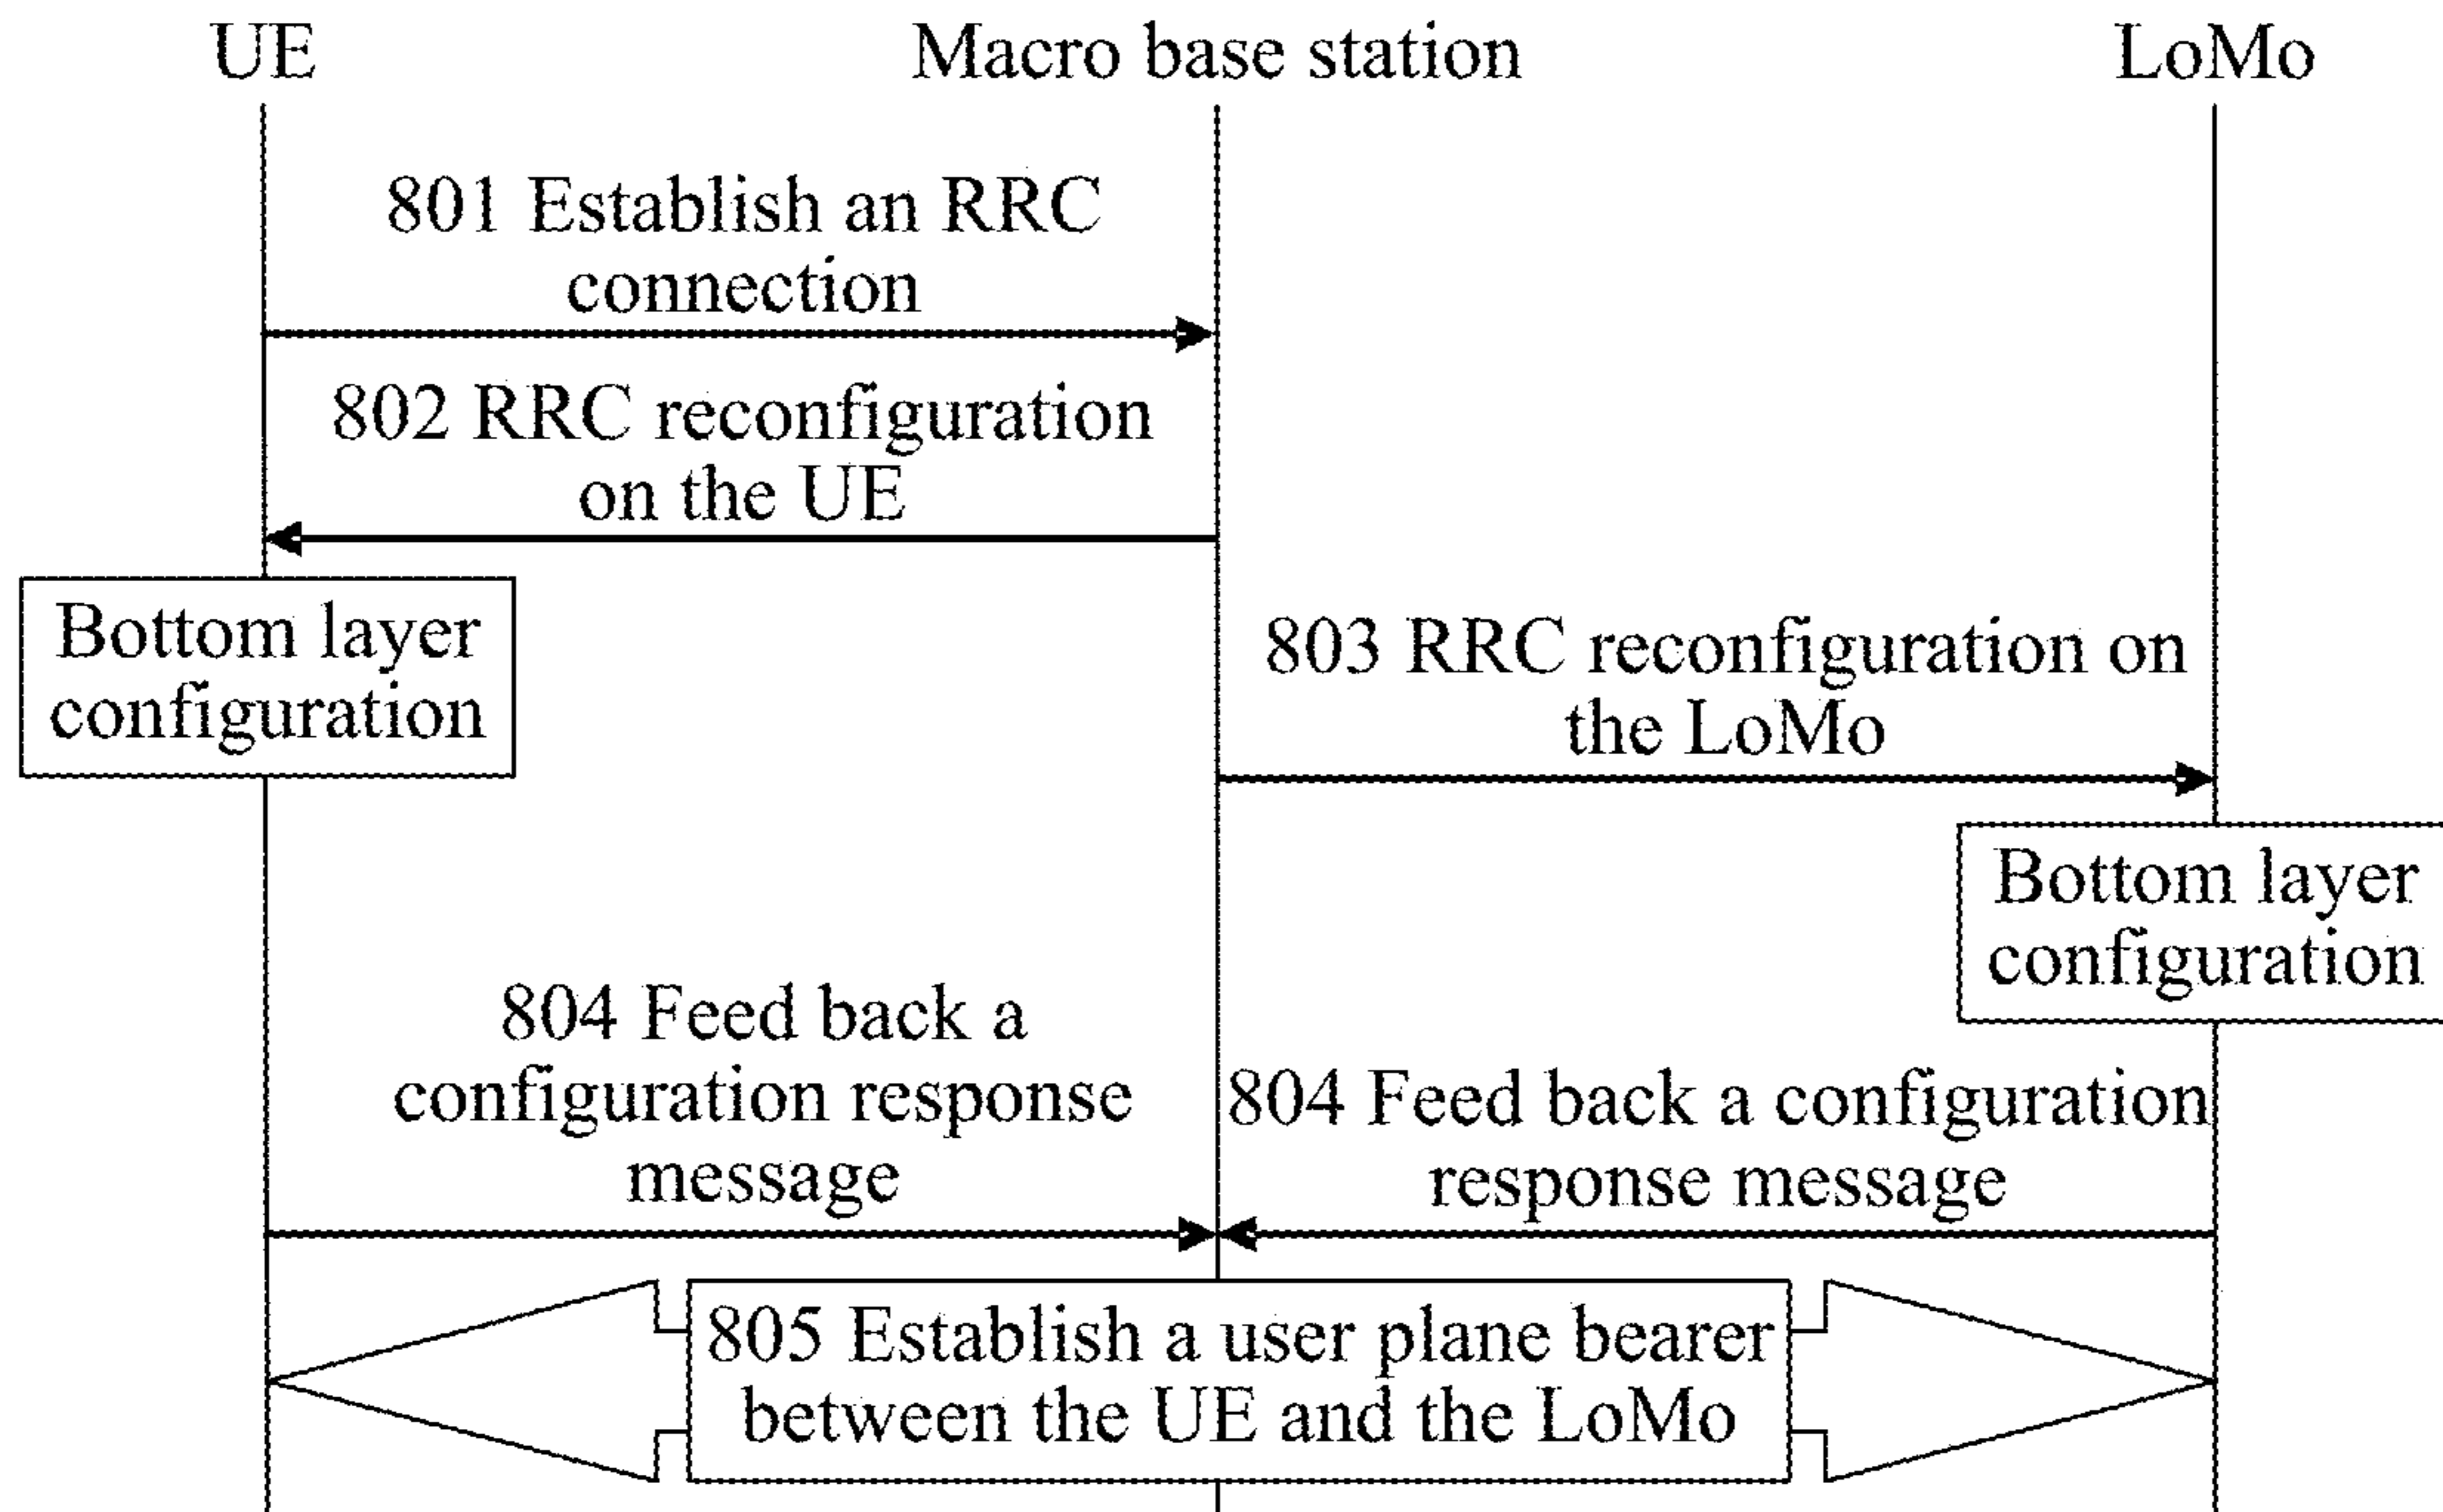 UE
Macro base station
LoMo
801 Establish an RRC
connection
802 RRC reconfiguration
on the UE
Bottom layer
configuration
803 RRC reconfiguration on
the LoMo
Bottom layer
configuration
804 Feed back a
configuration response
message
804 Feed back a configuration
response message
805 Establish a user plane bearer
between the UE and the LoMo